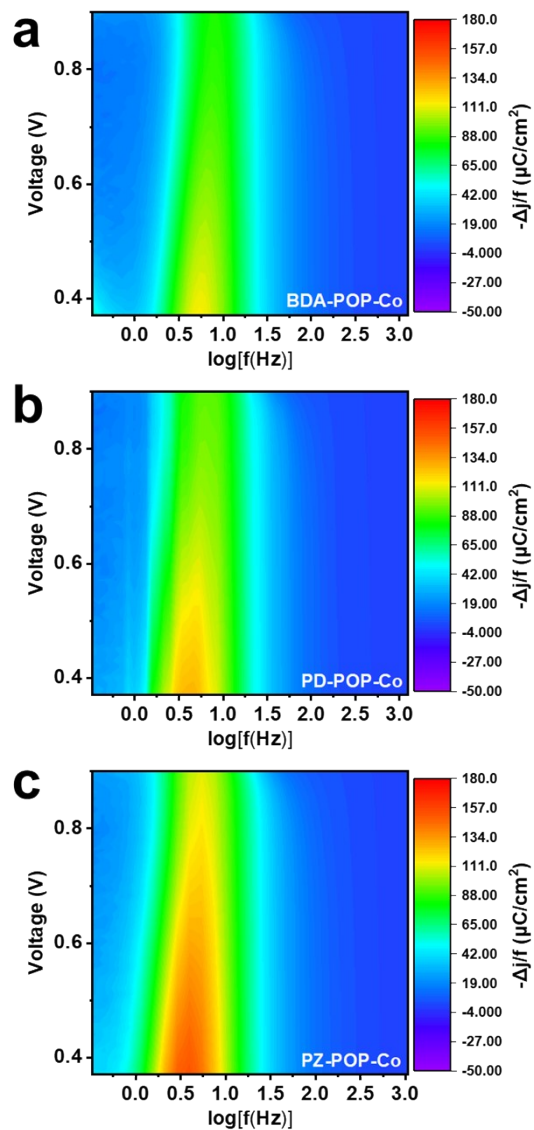 a
Voltage (V)
0.8
0.6
0.4
BDA-POP-Co
0.0 0.5 1.0 1.5 2.0 2.5 3.0
log[f(Hz)]
180.0
157.0
134.0
111.0
88.00
65.00
42.00
19.00
-4.000
-27.00
-50.00
-Δj/f (µC/cm²)
b
Voltage (V)
0.8
0.6
0.4
PD-POP-Co
0.0 0.5 1.0 1.5 2.0 2.5 3.0
log[f(Hz)]
180.0
157.0
134.0
111.0
88.00
65.00
42.00
19.00
-4.000
-27.00
-50.00
-Δj/f (µC/cm²)
c
Voltage (V)
0.8
0.6
0.4
PZ-POP-Co
0.0 0.5 1.0 1.5 2.0 2.5 3.0
log[f(Hz)]
180.0
157.0
134.0
111.0
88.00
65.00
42.00
19.00
-4.000
-27.00
-50.00
-Δj/f (µC/cm²)